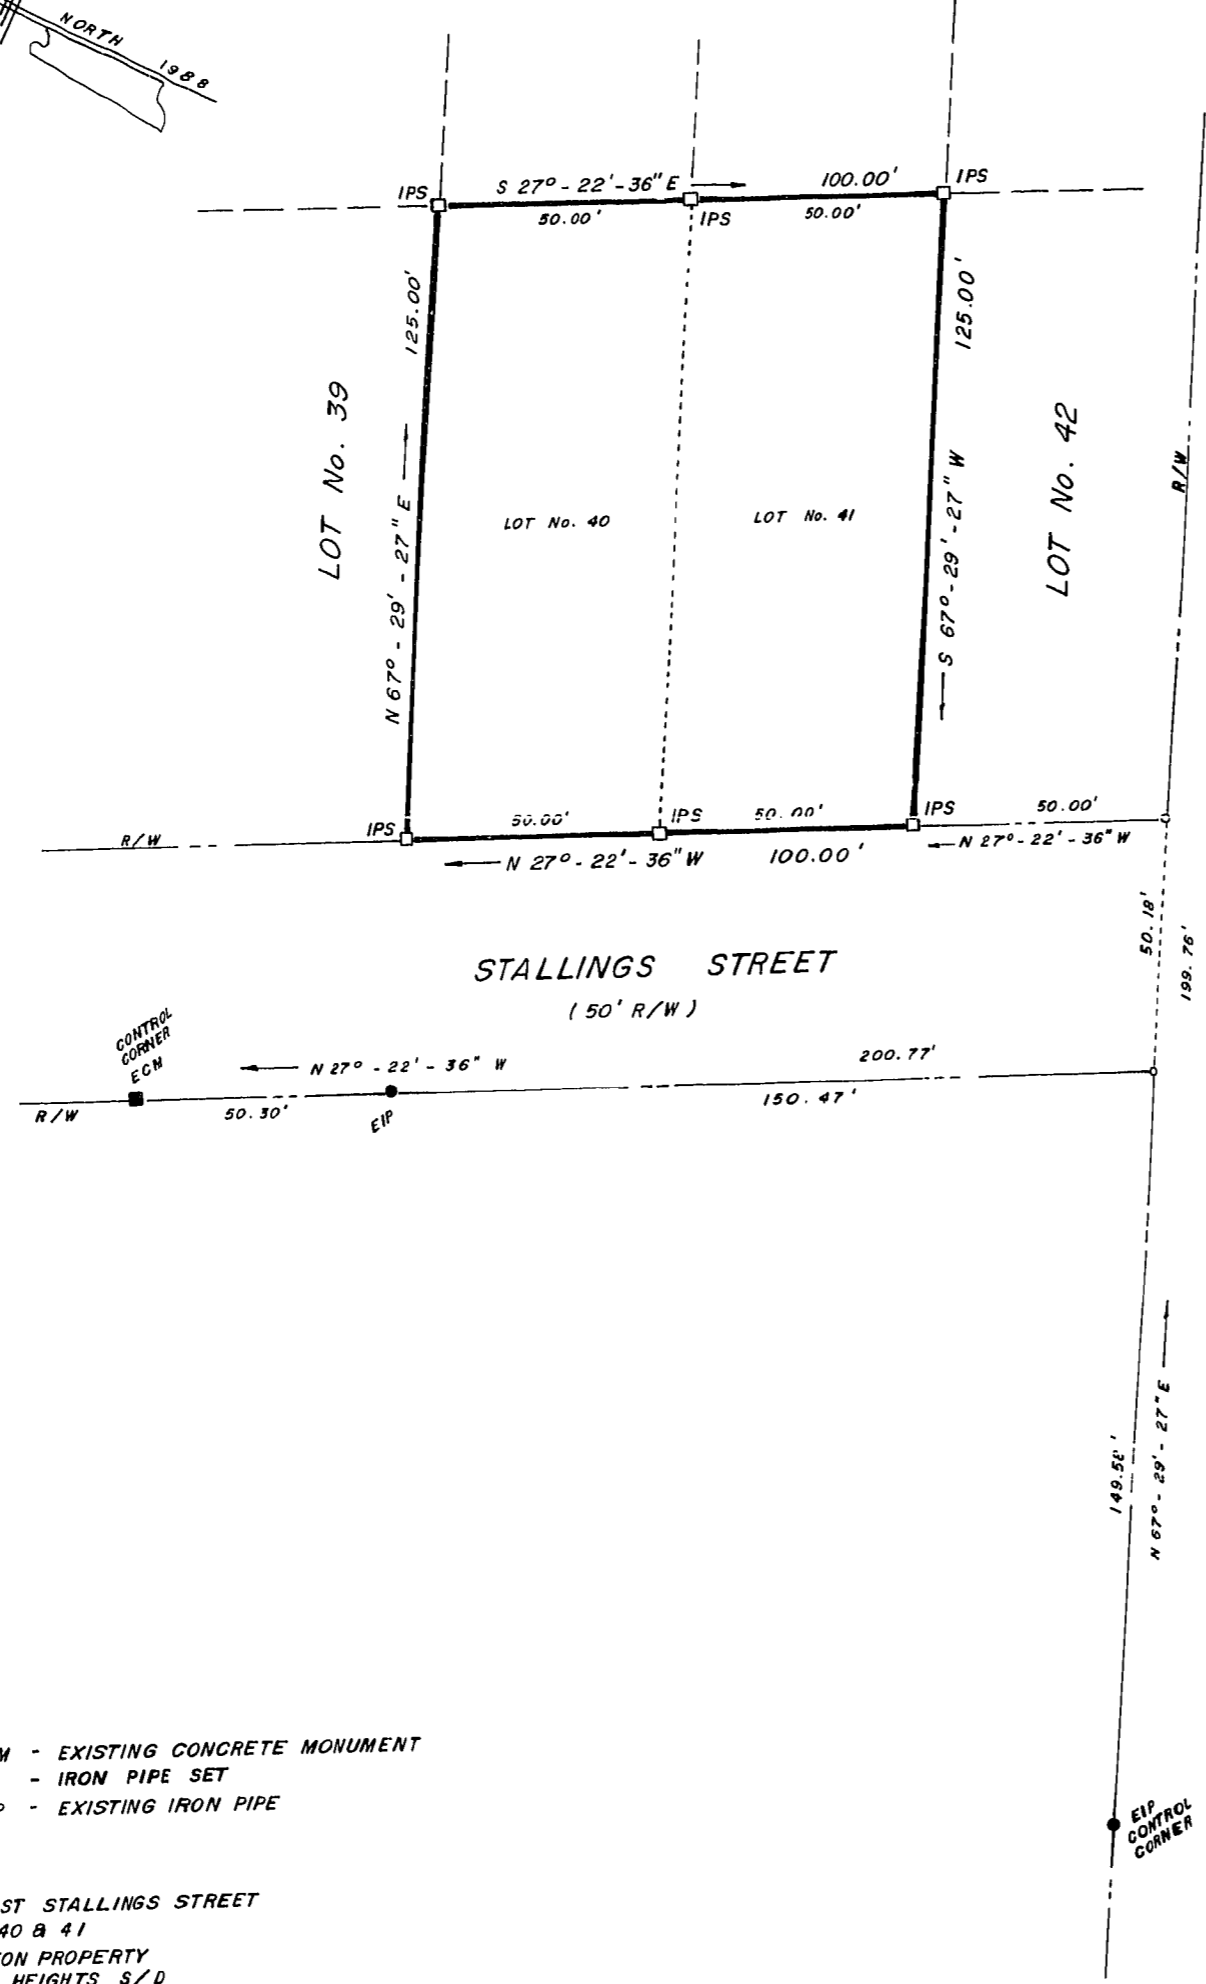 NORTH 1988
IPS
S 27° - 22' - 36" E
100.00'
IPS
50.00'
IPS
50.00'
125.00'
125.00'
LOT No. 39
N 67° - 29' - 27" E
LOT No. 40
LOT No. 41
S 67° - 29' - 27" W
LOT No. 42
R/W
R/W
IPS
50.00'
IPS
50.00'
IPS
50.00'
N 27° - 22' - 36" W
100.00'
N 27° - 22' - 36" W
50.18'
199.76'
STALLINGS STREET
(50' R/W)
CONTROL
CORNER
ECM
N 27° - 22' - 36" W
200.77'
R/W
50.30'
EIP
150.47'
149.58'
N 67° - 29' - 27" E
M - EXISTING CONCRETE MONUMENT
- IRON PIPE SET
- EXISTING IRON PIPE
EIP
CONTROL
CORNER
ST STALLINGS STREET
40 & 41
ON PROPERTY
HEIGHTS S/D